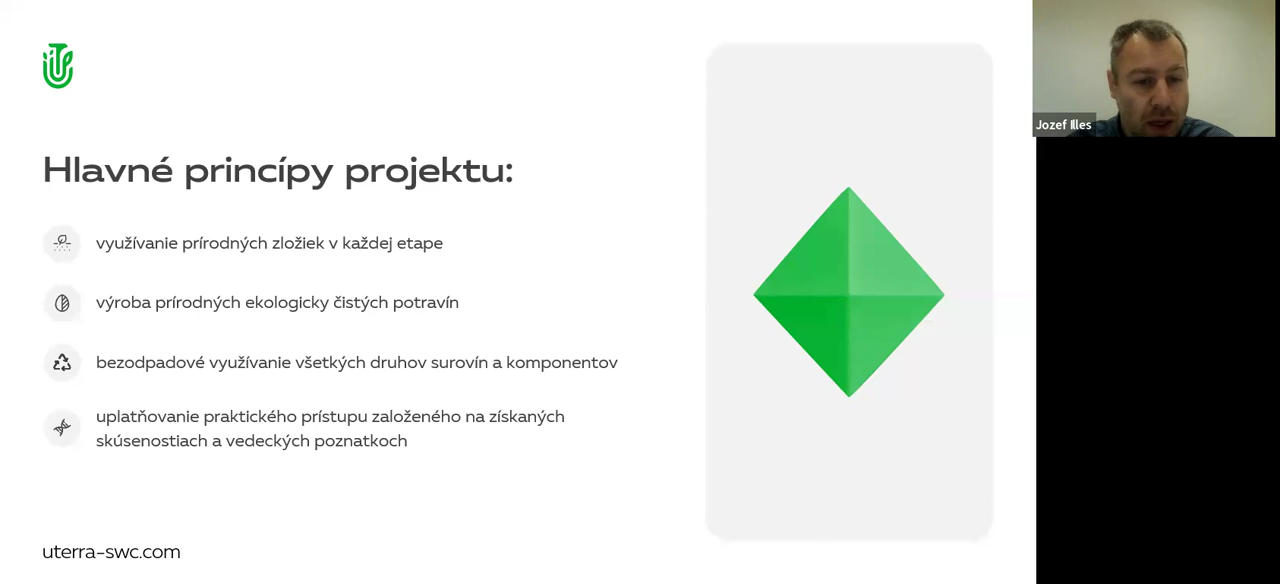 Hlavné princípy projektu:
využívanie prírodných zložiek v každej etape
výroba prírodných ekologicky čistých potravín
bezodpadové využívanie všetkých druhov surovín a komponentov
uplatňovanie praktického prístupu založeného na získaných
skúsenostiach a vedeckých poznatkoch
uterra-swc.com
Jozef Illes